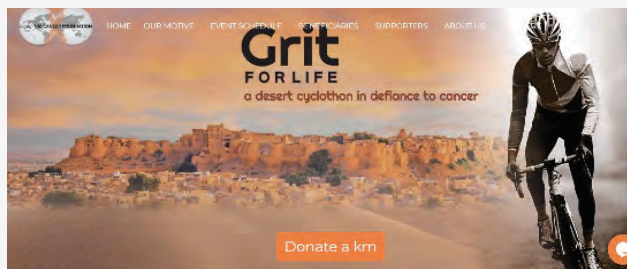 HOME OUR MOTIVE EVENT SCHEDULE BENEFICIARIES SUPPORTERS ABOUT US
Grit
FOR LIFE
a desert cyclothon in defiance to cancer
Donate a km